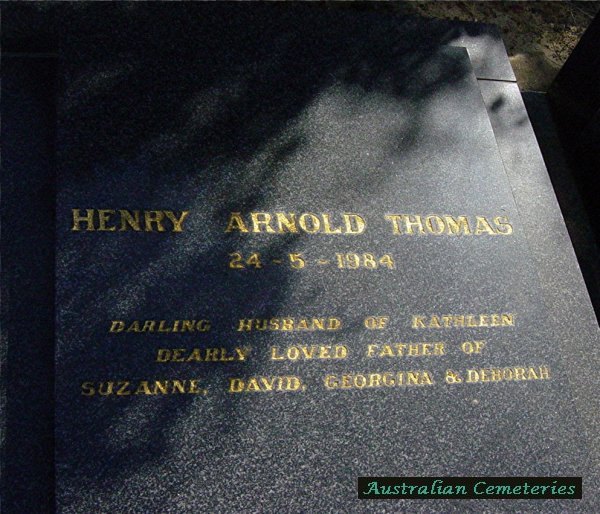 HENRY ARNOLD THOMAS
24-5-1984
DARLING HUSBAND OF KATHLEEN
DEARLY LOVED FATHER OF
SUZANNE, DAVID, GEORGINA & DEBORAH
Australian Cemeteries